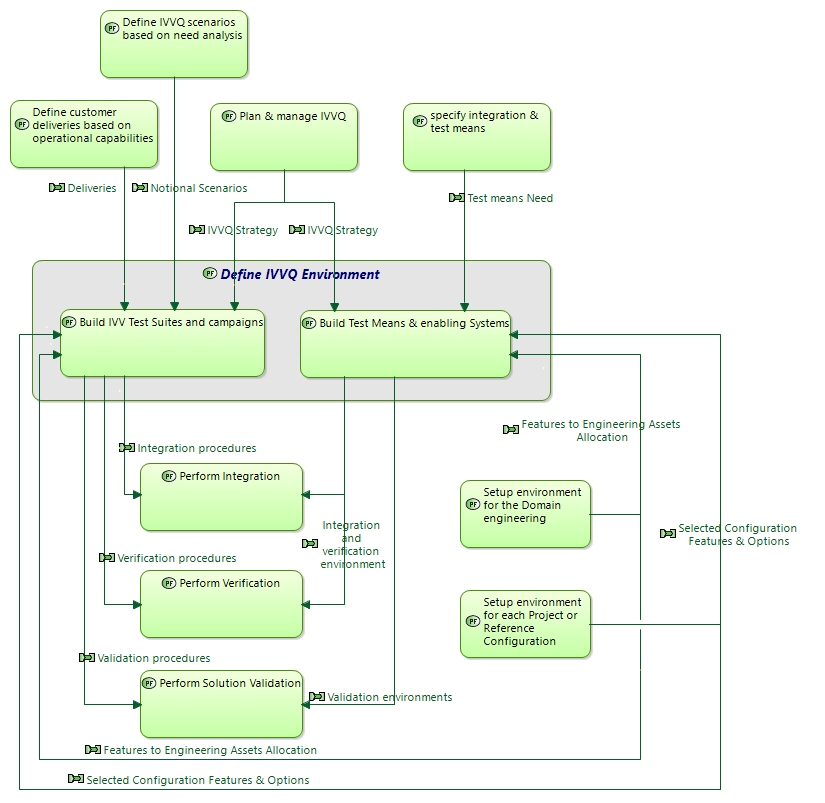 PF Define IVVQ scenarios
based on need analysis
PF Define customer
deliveries based on
operational capabilities
PF Plan & manage IVVQ
PF specify integration &
test means
Deliveries
Notional Scenarios
Test means Need
IVVQ Strategy
IVVQ Strategy
PF Define IVVQ Environment
PF Build IVV Test Suites and campaigns
PF Build Test Means & enabling Systems
Features to Engineering Assets
Allocation
Integration procedures
PF Perform Integration
PF Setup environment
for the Domain
engineering
Integration
and
verification
environment
Selected Configuration
Features & Options
Verification procedures
PF Perform Verification
PF Setup environment
for each Project or
Reference
Configuration
Validation procedures
PF Perform Solution Validation
Validation environments
Features to Engineering Assets Allocation
Selected Configuration Features & Options